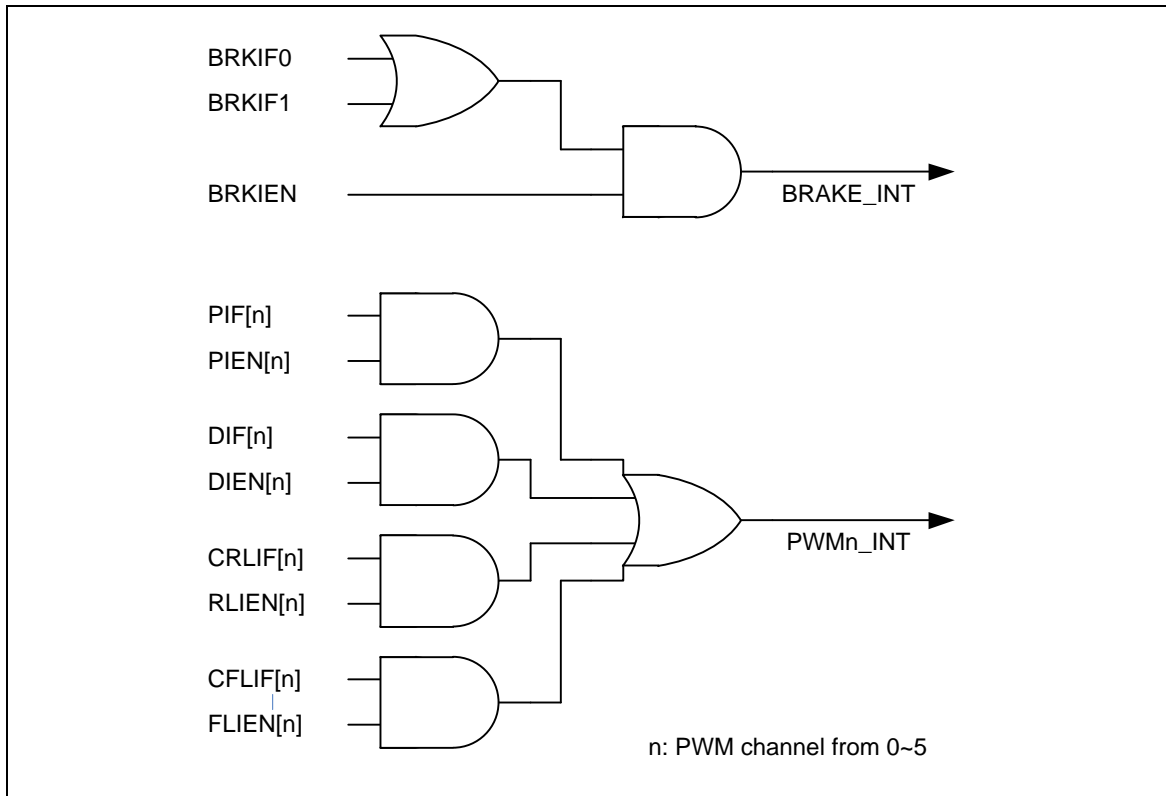 BRKIF0
BRKIF1
BRKIEN
BRAKE_INT
PIF[n]
PIEN[n]
DIF[n]
DIEN[n]
CRLIF[n]
RLIEN[n]
PWMn_INT
CFLIF[n]
FLIEN[n]
n: PWM channel from 0~5